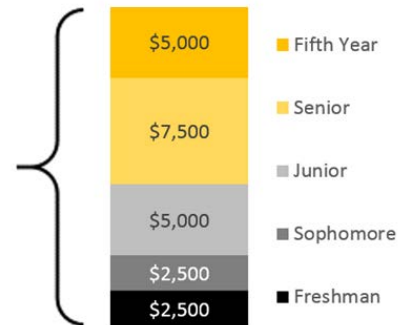 $5,000
Fifth Year
$7,500
Senior
$5,000
Junior
$2,500
Sophomore
$2,500
Freshman